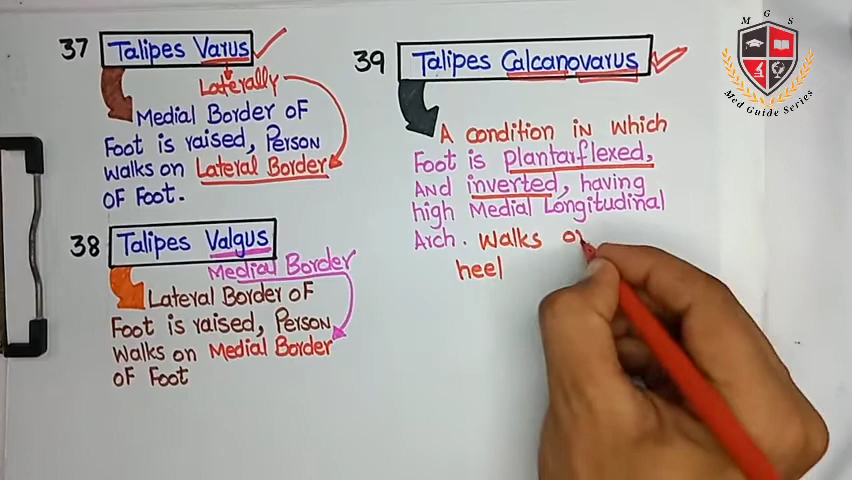 37 Talipes Varus
Laterally
Medial Border of
Foot is raised, Person
walks on Lateral Border
of Foot.
38 Talipes Valgus
Medial Border
Lateral Border of
Foot is raised, Person
Walks on Medial Border
of Foot
39 Talipes Calcanovarus
A condition in which
Foot is plantarflexed,
And inverted, having
high Medial Longitudinal
Arch. Walks on
heel
M G S
Med Guide Series